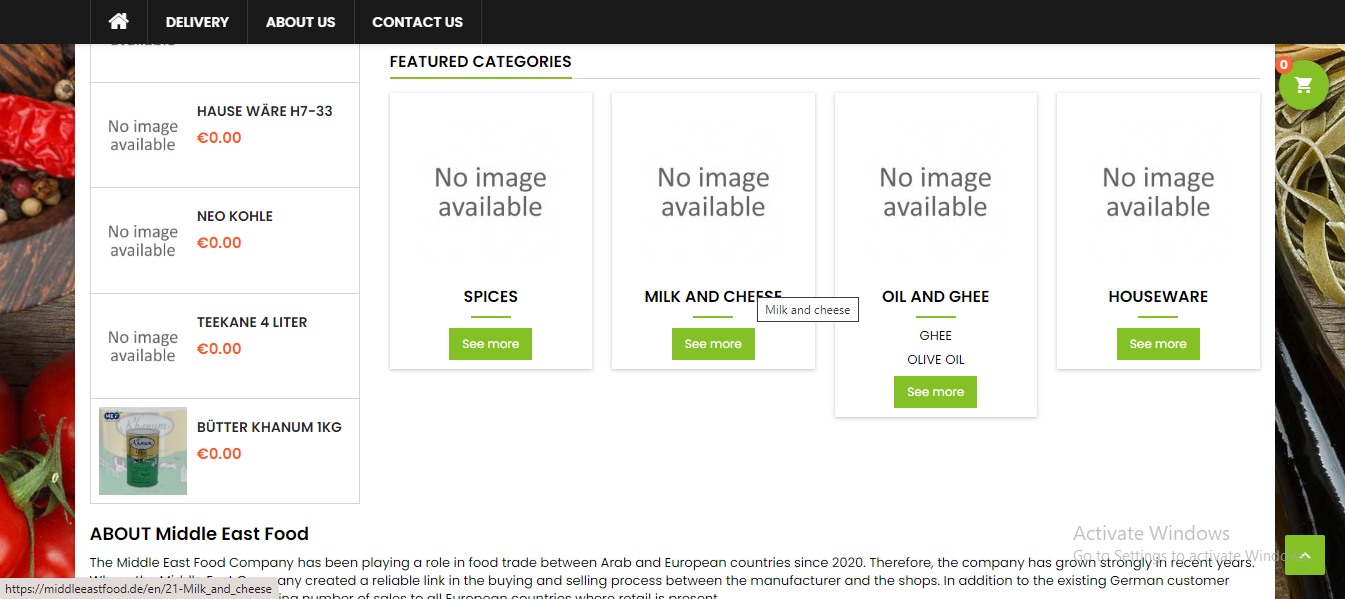 DELIVERY
ABOUT US
CONTACT US
FEATURED CATEGORIES
0
HAUSE WÄRE H7-33
No image
available
€0.00
NEO KOHLE
No image
available
€0.00
TEEKANE 4 LITER
No image
available
€0.00
MEF
Khanum
BÜTTER KHANUM 1KG
€0.00
No image
available
SPICES
See more
No image
available
MILK AND CHEESE
Milk and cheese
See more
No image
available
OIL AND GHEE
GHEE
OLIVE OIL
See more
No image
available
HOUSEWARE
See more
ABOUT Middle East Food
The Middle East Food Company has been playing a role in food trade between Arab and European countries since 2020. Therefore, the company has grown strongly in recent years.
created a reliable link in the buying and selling process between the manufacturer and the shops. In addition to the existing German customer
number of sales to all European countries where retail is present
Activate Windows
Go to Settings to activate Windows.
https://middleeastfood.de/en/21-Milk_and_cheese